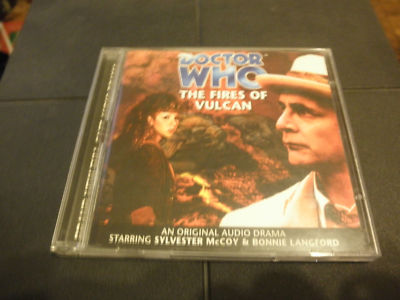 DOCTOR
WHO
THE FIRES OF
VULCAN
AN ORIGINAL AUDIO DRAMA
STARRING SYLVESTER McCOY & BONNIE LANGFORD